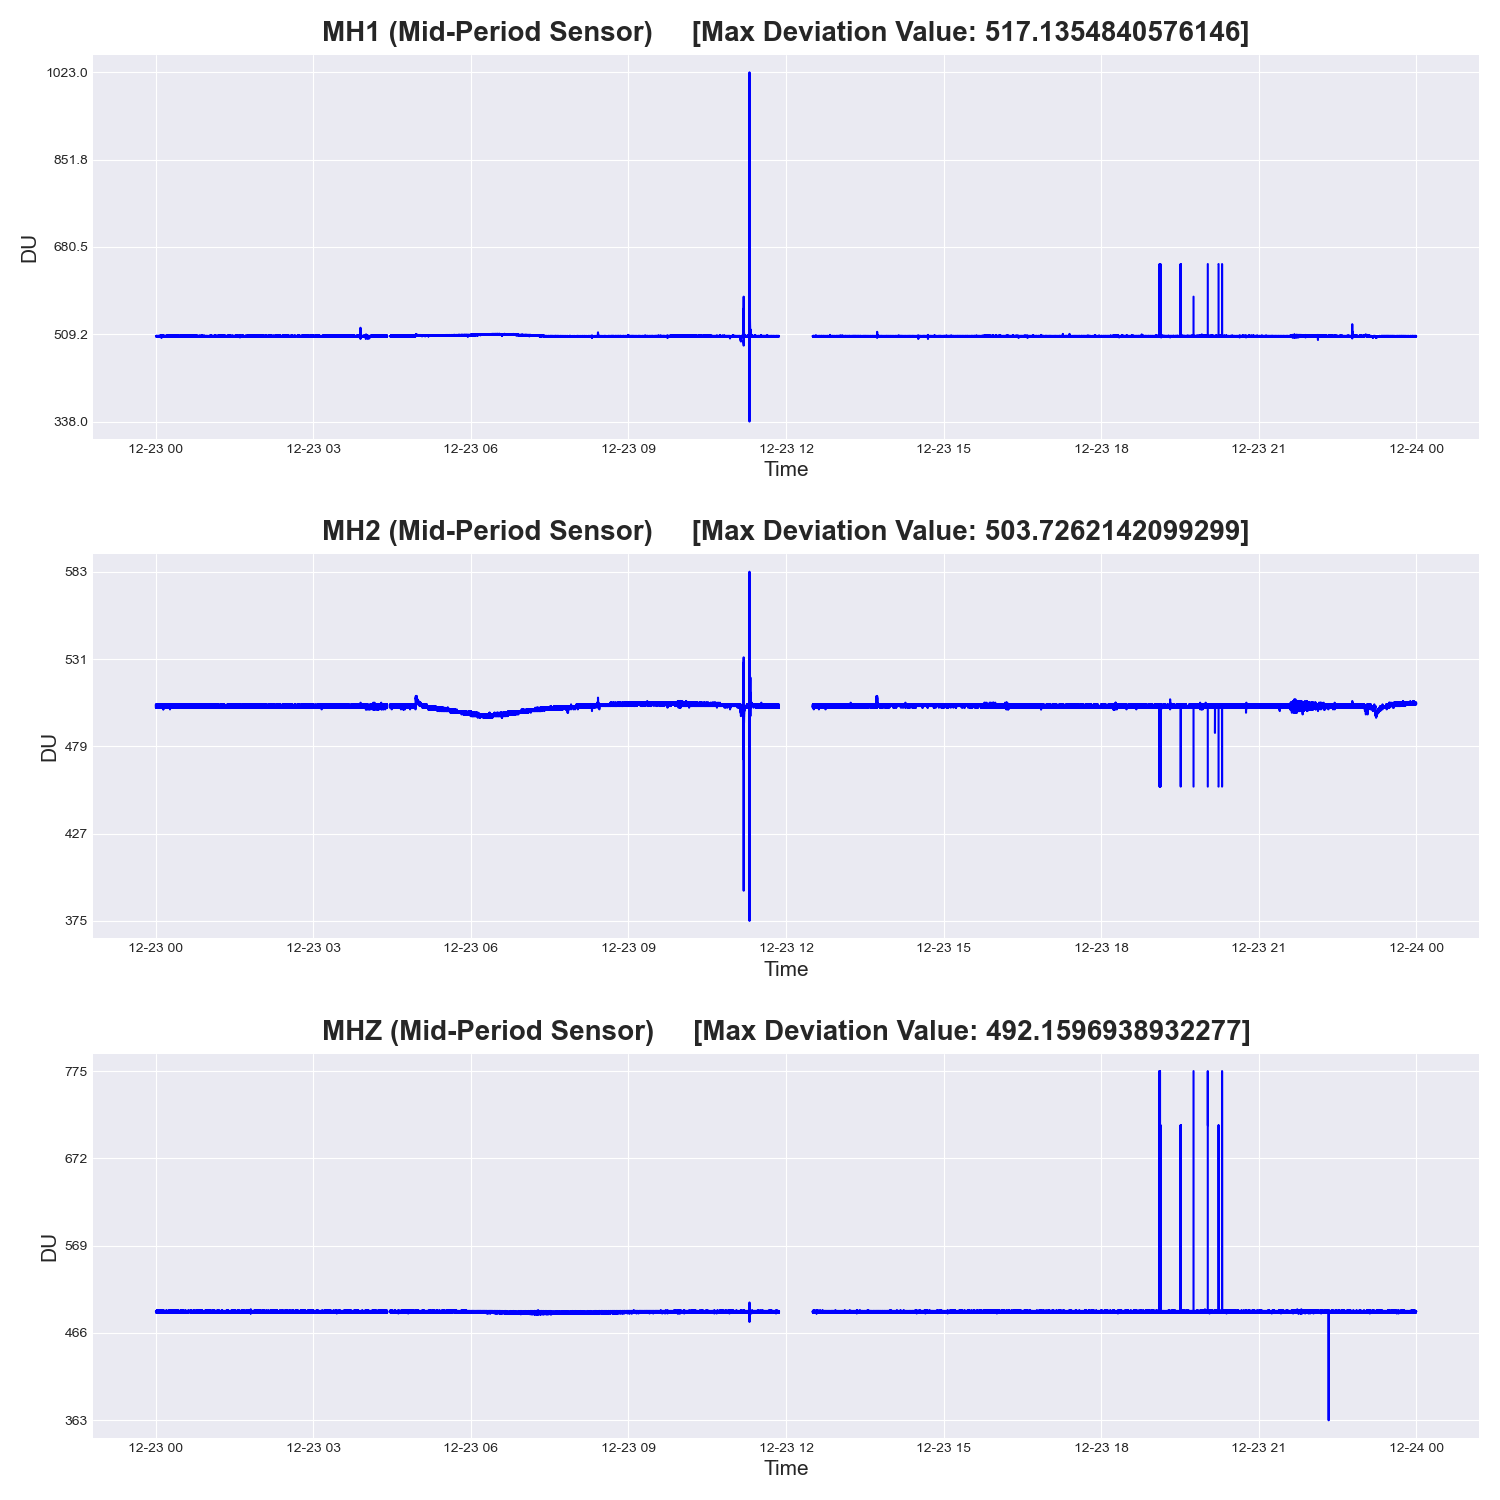 MH1 (Mid-Period Sensor) [Max Deviation Value: 517.1354840576146]
1023.0
851.8
680.5
509.2
338.0
DU
12-23 00 12-23 03 12-23 06 12-23 09 12-23 12 12-23 15 12-23 18 12-23 21 12-24 00
Time
MH2 (Mid-Period Sensor) [Max Deviation Value: 503.7262142099299]
583
531
479
427
375
DU
12-23 00 12-23 03 12-23 06 12-23 09 12-23 12 12-23 15 12-23 18 12-23 21 12-24 00
Time
MHZ (Mid-Period Sensor) [Max Deviation Value: 492.1596938932277]
775
672
569
466
363
DU
12-23 00 12-23 03 12-23 06 12-23 09 12-23 12 12-23 15 12-23 18 12-23 21 12-24 00
Time